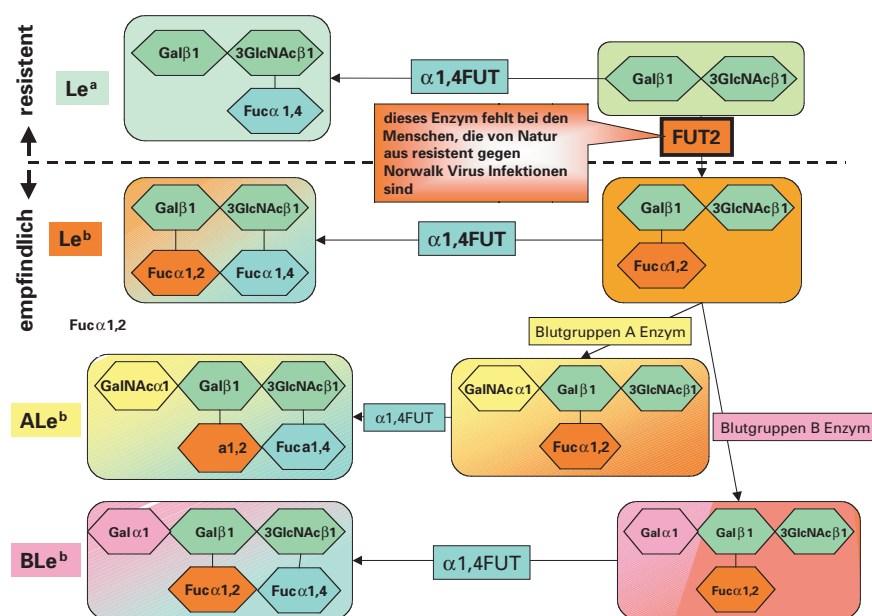 resistent
empfindlich
Leᵃ
Galβ1
3GlcNAcβ1
Fucα 1,4
α1,4FUT
Galβ1
3GlcNAcβ1
dieses Enzym fehlt bei den
Menschen, die von Natur
aus resistent gegen
Norwalk Virus Infektionen
sind
FUT2
Leᵇ
Galβ1
3GlcNAcβ1
Fucα1,2
Fucα1,4
α1,4FUT
Galβ1
3GlcNAcβ1
Fucα1,2
Fucα1,2
Blutgruppen A Enzym
ALeᵇ
GalNAcα1
Galβ1
3GlcNAcβ1
a1,2
Fuca1,4
α1,4FUT
GalNAc α1
Galβ1
3GlcNAcβ1
Fucα1,2
Blutgruppen B Enzym
BLeᵇ
Gal α1
Galβ1
3GlcNAcβ1
Fucα1,2
Fucα1,4
α1,4FUT
Galα1
Galβ1
3GlcNAcβ1
Fucα1,2